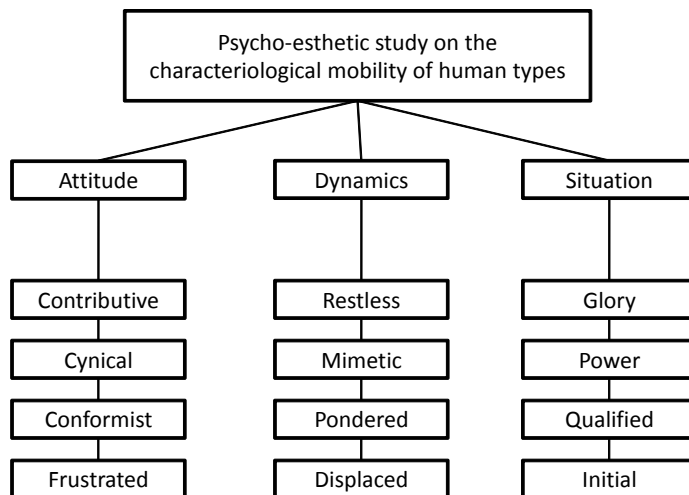 Psycho-esthetic study on the
characteriological mobility of human types
Attitude
Dynamics
Situation
Contributive
Restless
Glory
Cynical
Mimetic
Power
Conformist
Pondered
Qualified
Frustrated
Displaced
Initial